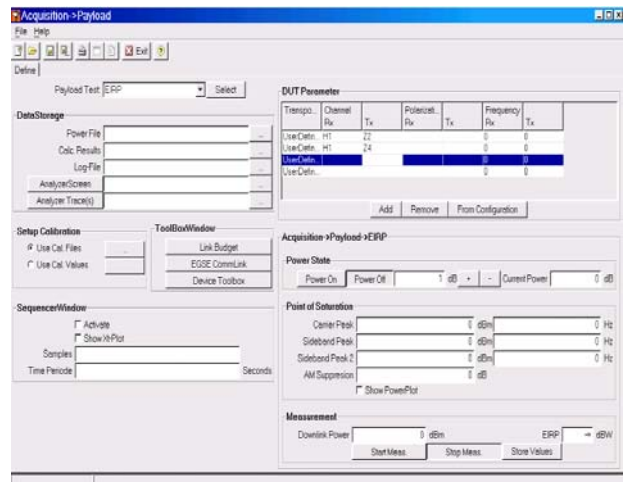 Acquisition->Payload
File Help
Exit
Define
Payload Test: EIRP Select
DataStorage
Power File ...
Calc. Results ...
Log-File ...
AnalyzerScreen ...
Analyzer Trace(s) ...
Setup Calibration
Use Cal. Files ...
Use Cal. Values
ToolBoxWindow
Link Budget
EGSE CommLink
Device Toolbox
SequencerWindow
Activate
Show Xt-Plot
Samples
Time Periode Seconds
DUT Parameter
Transpo... Channel Polarizati... Frequency
Rx Tx Rx Tx Rx Tx
UserDefin... H1 Z2 0 0
UserDefin... H1 Z4 0 0
UserDefin... 0 0
UserDefin... 0 0
Add Remove From Configuration
Acquisition->Payload->EIRP
Power State
Power On Power Off 1 dB + - Current Power 0 dB
Point of Saturation
Carrier Peak 0 dBm 0 Hz
Sideband Peak 0 dBm 0 Hz
Sideband Peak 2 0 dBm 0 Hz
AM Suppresion 0 dB
Show PowerPlot
Measurement
Downlink Power 0 dBm EIRP dBW
Start Meas. Stop Meas. Store Values